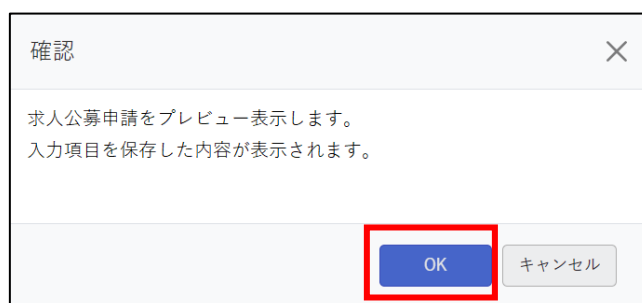 確認
求人公募申請をプレビュー表示します。
入力項目を保存した内容が表示されます。
OK
キャンセル